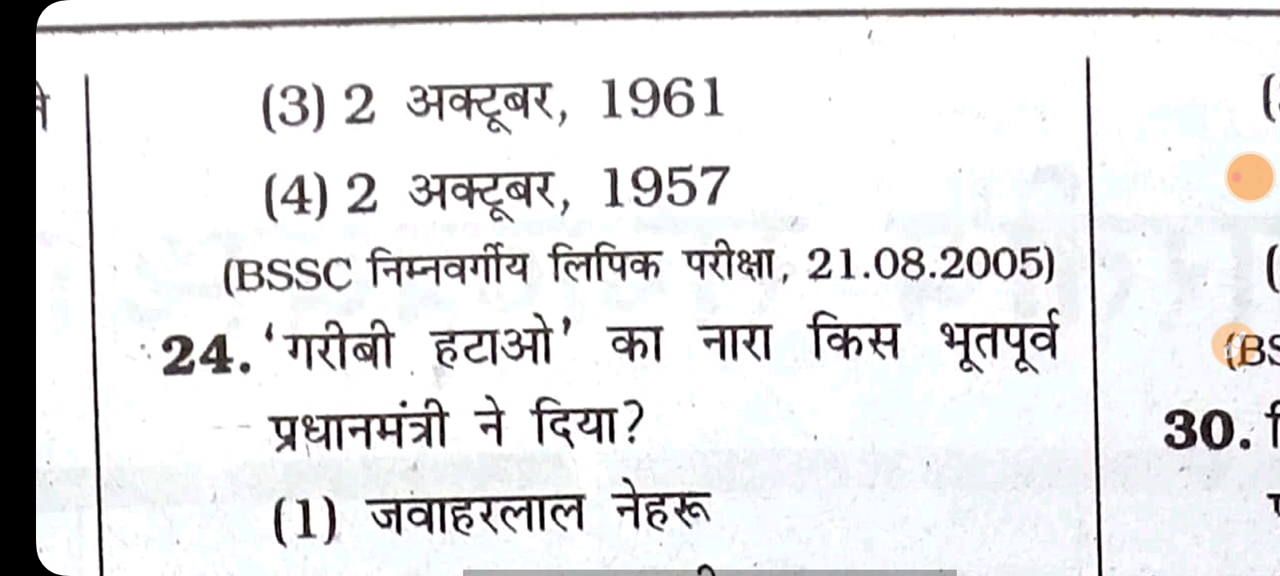 (3) 2 अक्टूबर, 1961
(4) 2 अक्टूबर, 1957
(BSSC निम्नवर्गीय लिपिक परीक्षा, 21.08.2005)
24. 'गरीबी हटाओ' का नारा किस भूतपूर्व
प्रधानमंत्री ने दिया?
(1) जवाहरलाल नेहरू
(BS
30.